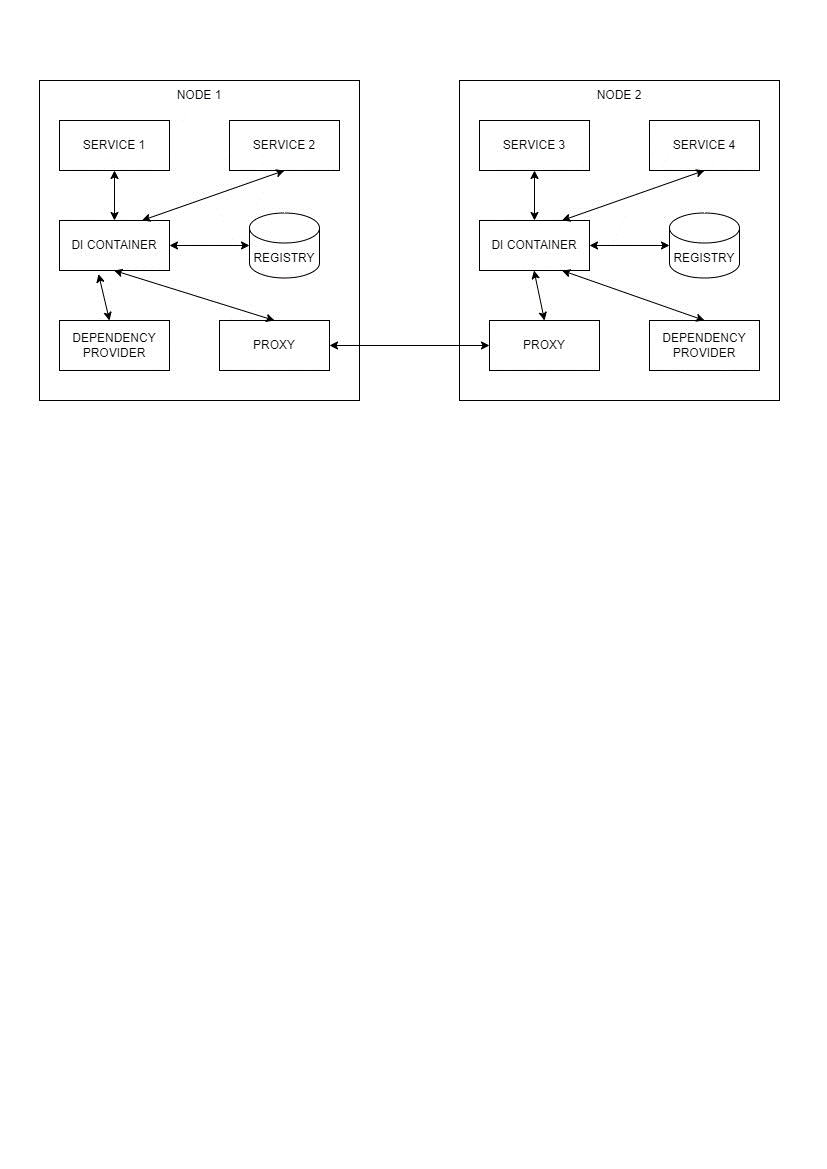 NODE 1
SERVICE 1
SERVICE 2
DI CONTAINER
REGISTRY
DEPENDENCY
PROVIDER
PROXY
NODE 2
SERVICE 3
SERVICE 4
DI CONTAINER
REGISTRY
PROXY
DEPENDENCY
PROVIDER